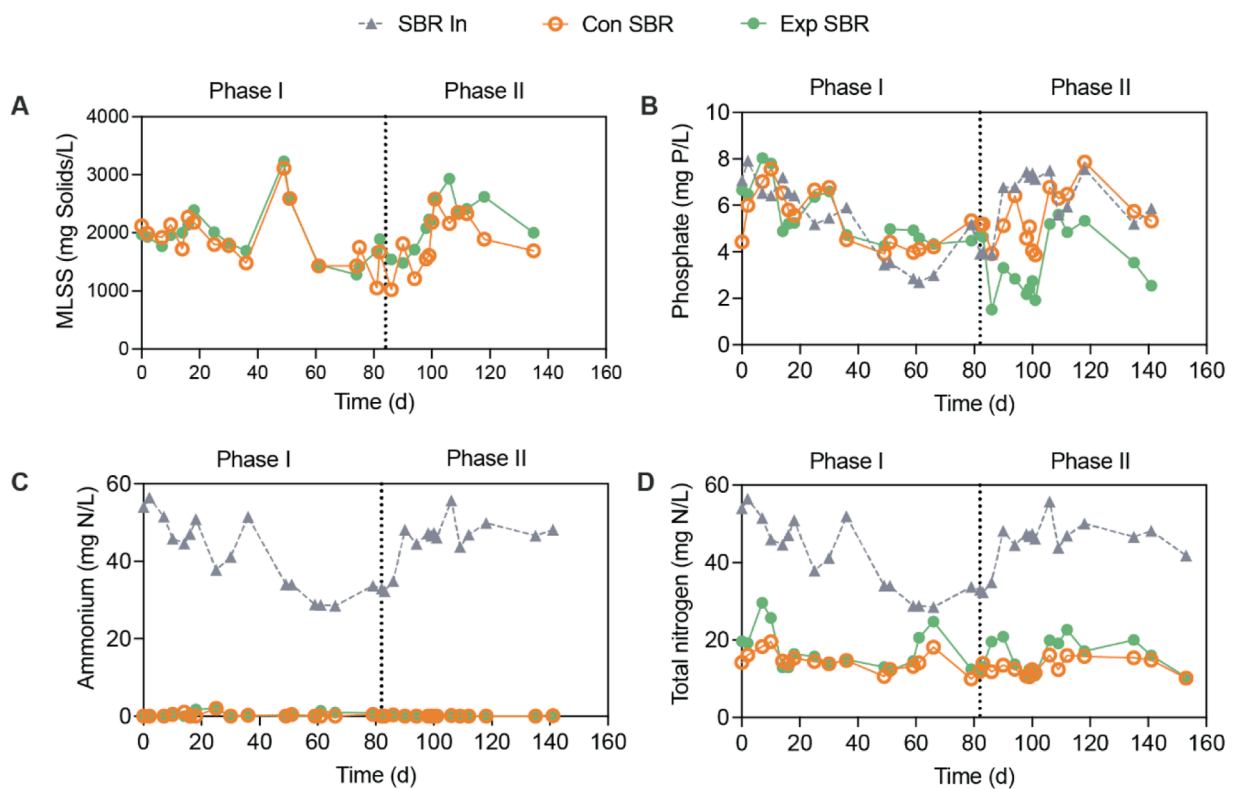 SBR In Con SBR Exp SBR
A
Phase I Phase II
MLSS (mg Solids/L)
4000
3000
2000
1000
0
0 20 40 60 80 100 120 140 160
Time (d)
B
Phase I Phase II
Phosphate (mg P/L)
10
8
6
4
2
0
0 20 40 60 80 100 120 140 160
Time (d)
C
Phase I Phase II
Ammonium (mg N/L)
60
40
20
0
0 20 40 60 80 100 120 140 160
Time (d)
D
Phase I Phase II
Total nitrogen (mg N/L)
60
40
20
0
0 20 40 60 80 100 120 140 160
Time (d)